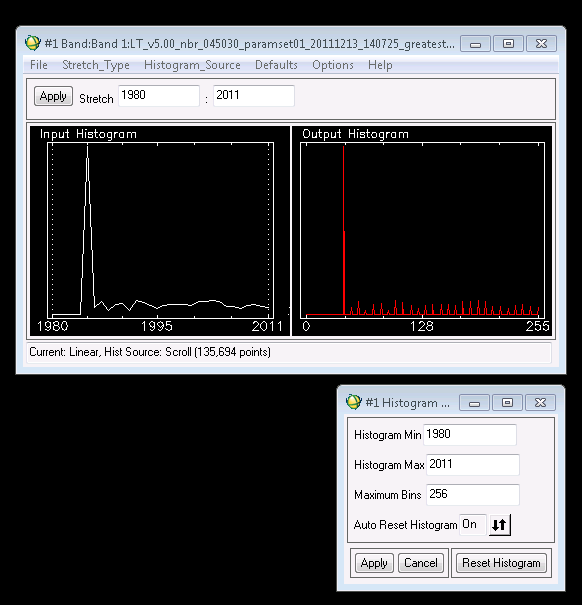 #1 Band:Band 1:LT_v5.00_nbr_045030_paramset01_20111213_140725_greatest...
File Stretch_Type Histogram_Source Defaults Options Help
Apply Stretch 1980 : 2011
Input Histogram Output Histogram
1980 1995 2011 0 128 255
Current: Linear, Hist Source: Scroll (135,694 points)
#1 Histogram ...
Histogram Min 1980
Histogram Max 2011
Maximum Bins 256
Auto Reset Histogram On
Apply Cancel Reset Histogram